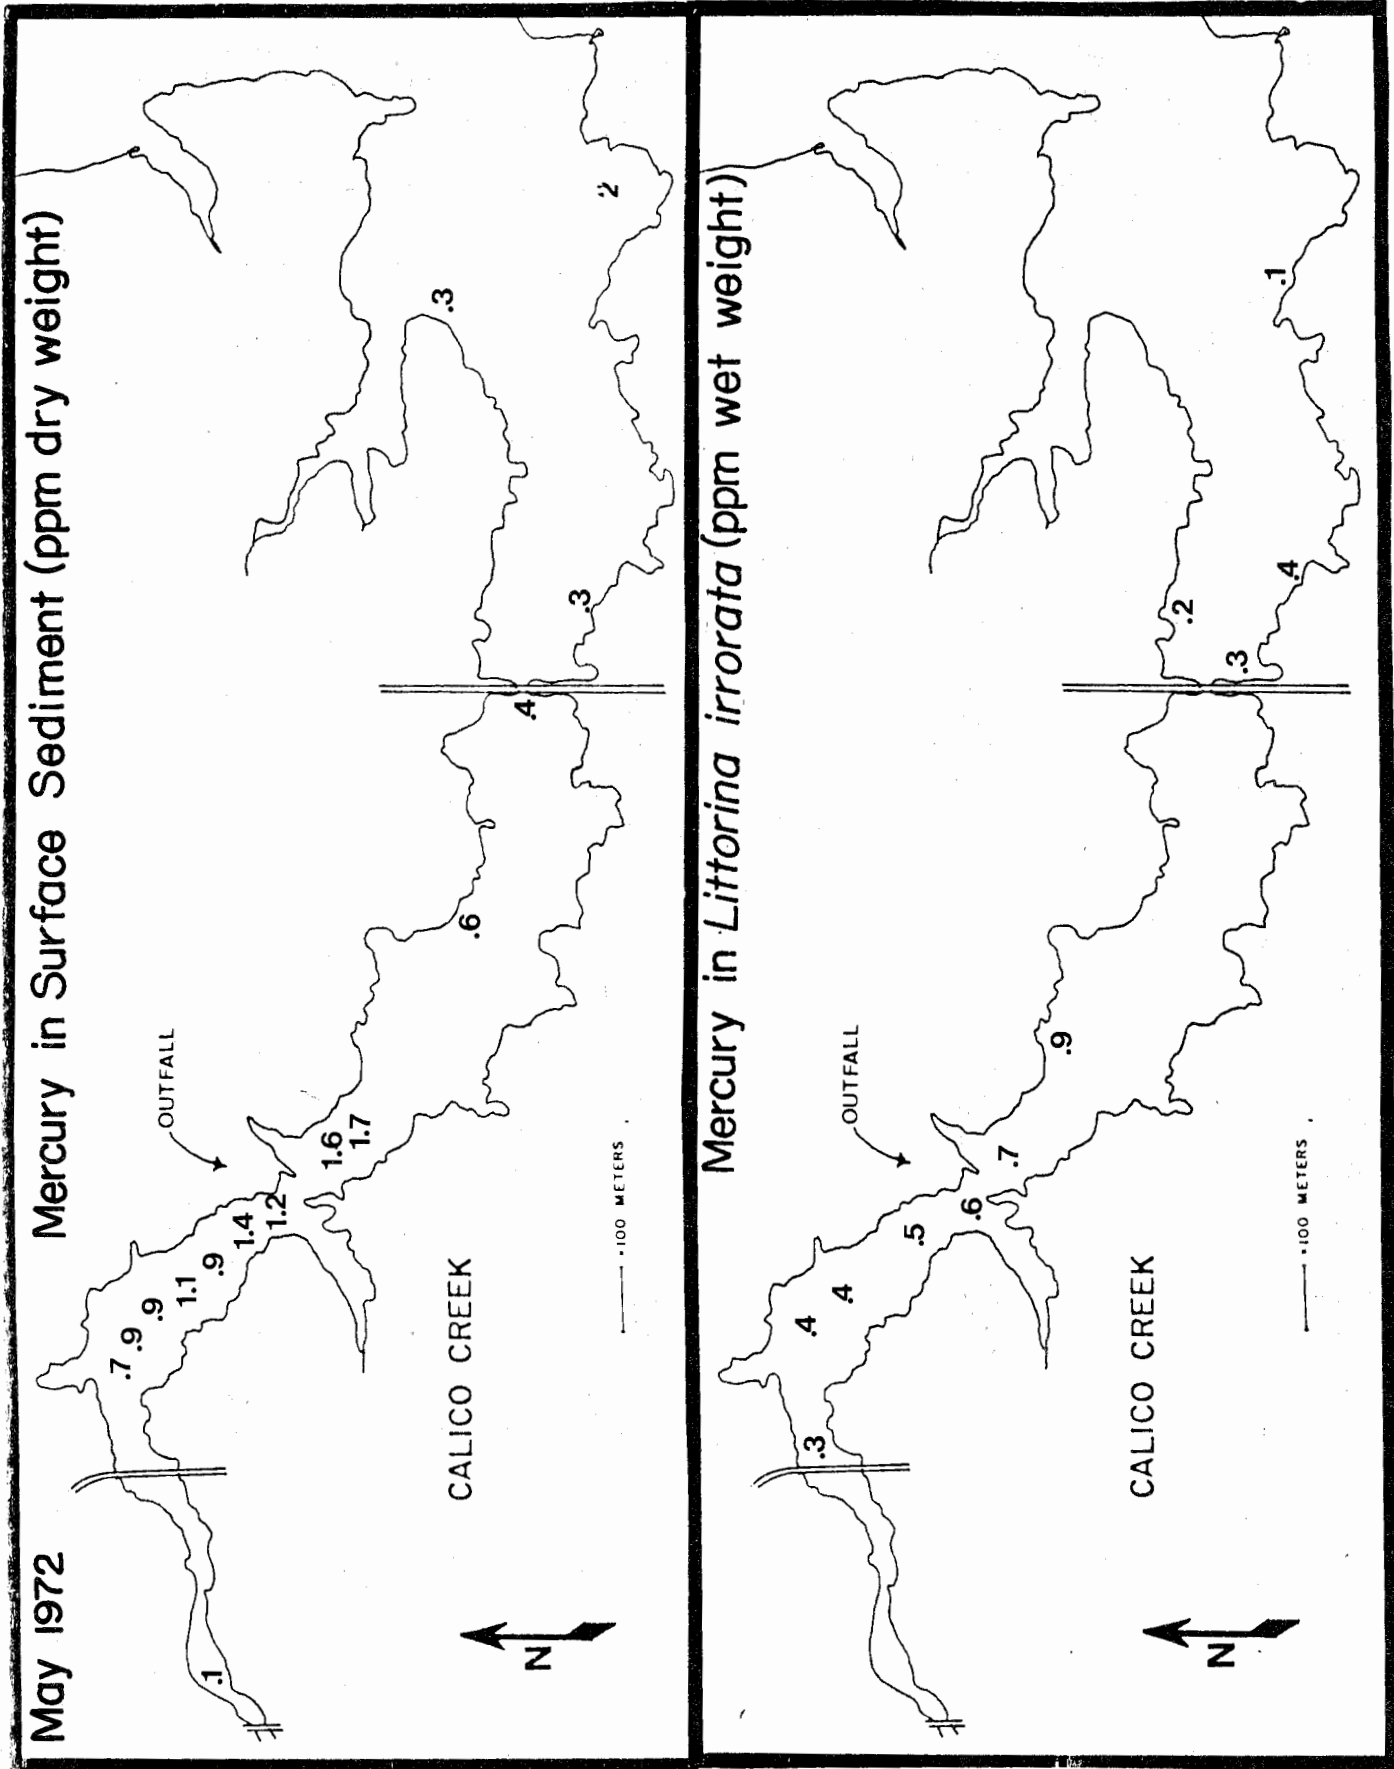 May 1972
Mercury in Surface Sediment (ppm dry weight)
OUTFALL
.1
.7
.9
.9
1.1
.9
1.4
1.2
1.6
1.7
.6
.4
.3
.3
.2
CALICO CREEK
N
100 METERS
Mercury in Littorina irrorata (ppm wet weight)
OUTFALL
.3
.4
.4
.5
.6
.7
.9
.3
.2
.4
.1
CALICO CREEK
N
100 METERS